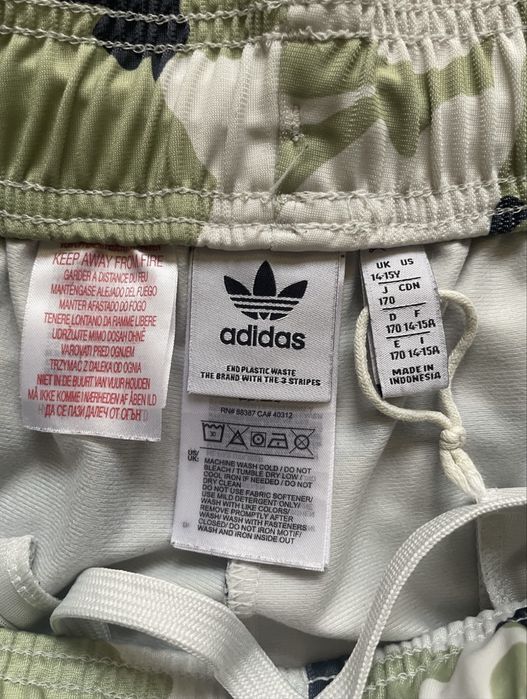 KEEP AWAY FROM FIRE
GARDER À DISTANCE DU FEU
MANTÉNGASE ALEJADO DEL FUEGO
MANTER AFASTADO DO FOGO
TENERE LONTANO DA FIAMME LIBERE
UDRŽUJTE MIMO DOSAH OHNĚ
VAROVATI PRED OGNJEM
TRZYMAĆ Z DALEKA OD OGNIA
NIET IN DE BUURT VAN VUUR HOUDEN
MÅ IKKE KOMME I NÆRHEDEN AF ÅBEN ILD
ДА СЕ ПАЗИ ДАЛЕЧ ОТ ОГЪН
adidas
END PLASTIC WASTE
THE BRAND WITH THE 3 STRIPES
RN# 88387 CA# 40312
US/
UK:
MACHINE WASH COLD / DO NOT
BLEACH / TUMBLE DRY LOW /
COOL IRON IF NEEDED / DO NOT
DRY CLEAN
DO NOT USE FABRIC SOFTENER/
USE MILD DETERGENT ONLY/
WASH WITH LIKE COLORS/
REMOVE PROMPTLY AFTER
WASH/ WASH WITH FASTENERS
CLOSED/ DO NOT IRON MOTIF/
WASH AND IRON INSIDE OUT
UK US
14-15Y
J CDN
170
D F
170 14-15A
E I
170 14-15A
MADE IN
INDONESIA